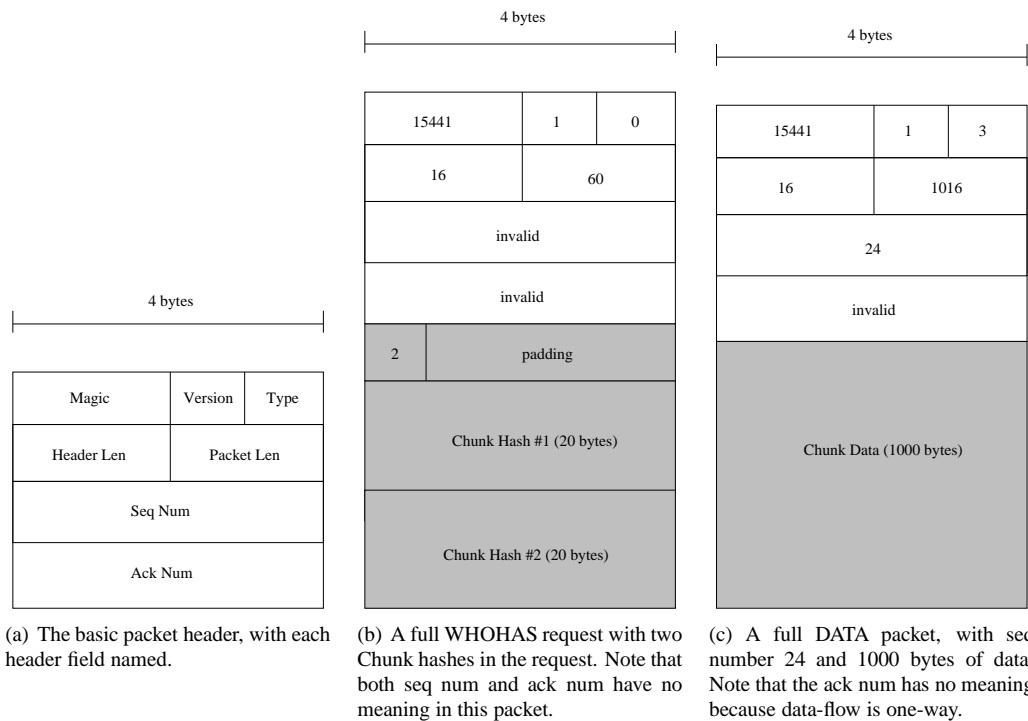 4 bytes
Magic
Version
Type
Header Len
Packet Len
Seq Num
Ack Num
(a) The basic packet header, with each
header field named.
4 bytes
15441
1
0
16
60
invalid
invalid
2
padding
Chunk Hash #1 (20 bytes)
Chunk Hash #2 (20 bytes)
(b) A full WHOHAS request with two
Chunk hashes in the request. Note that
both seq num and ack num have no
meaning in this packet.
4 bytes
15441
1
3
16
1016
24
invalid
Chunk Data (1000 bytes)
(c) A full DATA packet, with seq
number 24 and 1000 bytes of data
Note that the ack num has no meaning
because data-flow is one-way.